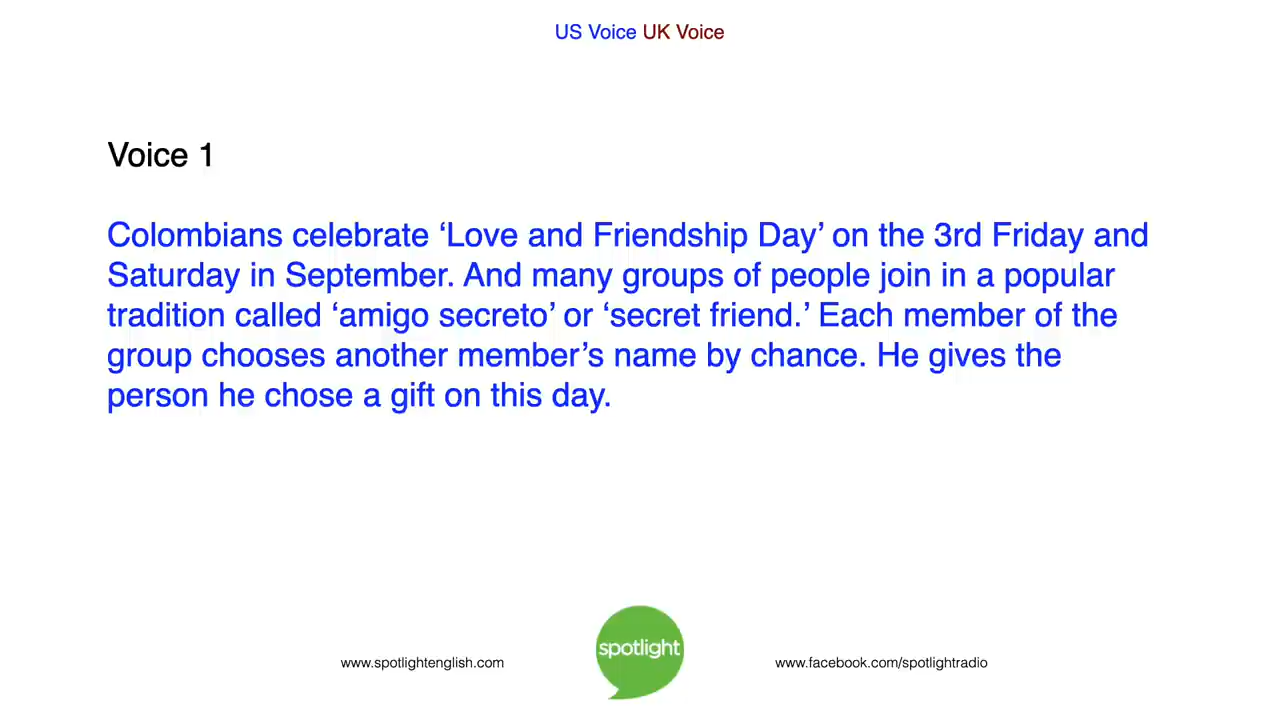 US Voice UK Voice
Voice 1
Colombians celebrate ‘Love and Friendship Day’ on the 3rd Friday and
Saturday in September. And many groups of people join in a popular
tradition called ‘amigo secreto’ or ‘secret friend.’ Each member of the
group chooses another member’s name by chance. He gives the
person he chose a gift on this day.
www.spotlightenglish.com
spotlight
www.facebook.com/spotlightradio